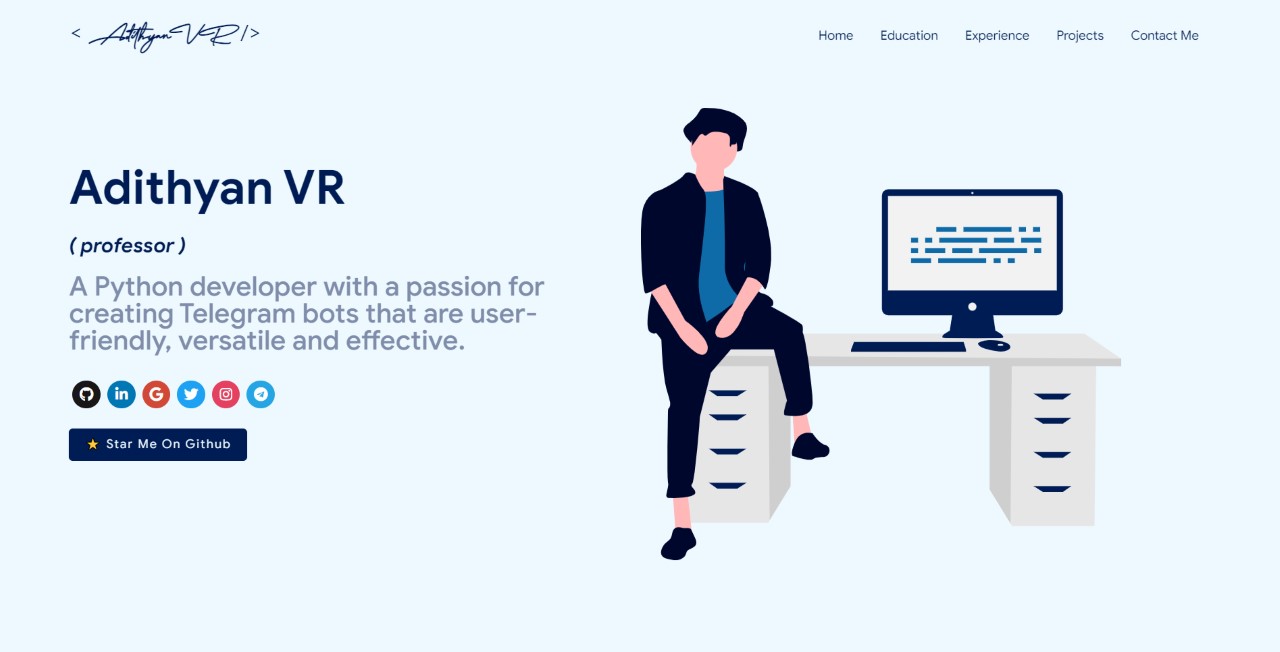 < Adithyan VR />
Home Education Experience Projects Contact Me
Adithyan VR
( professor )
A Python developer with a passion for
creating Telegram bots that are user-
friendly, versatile and effective.
Star Me On Github